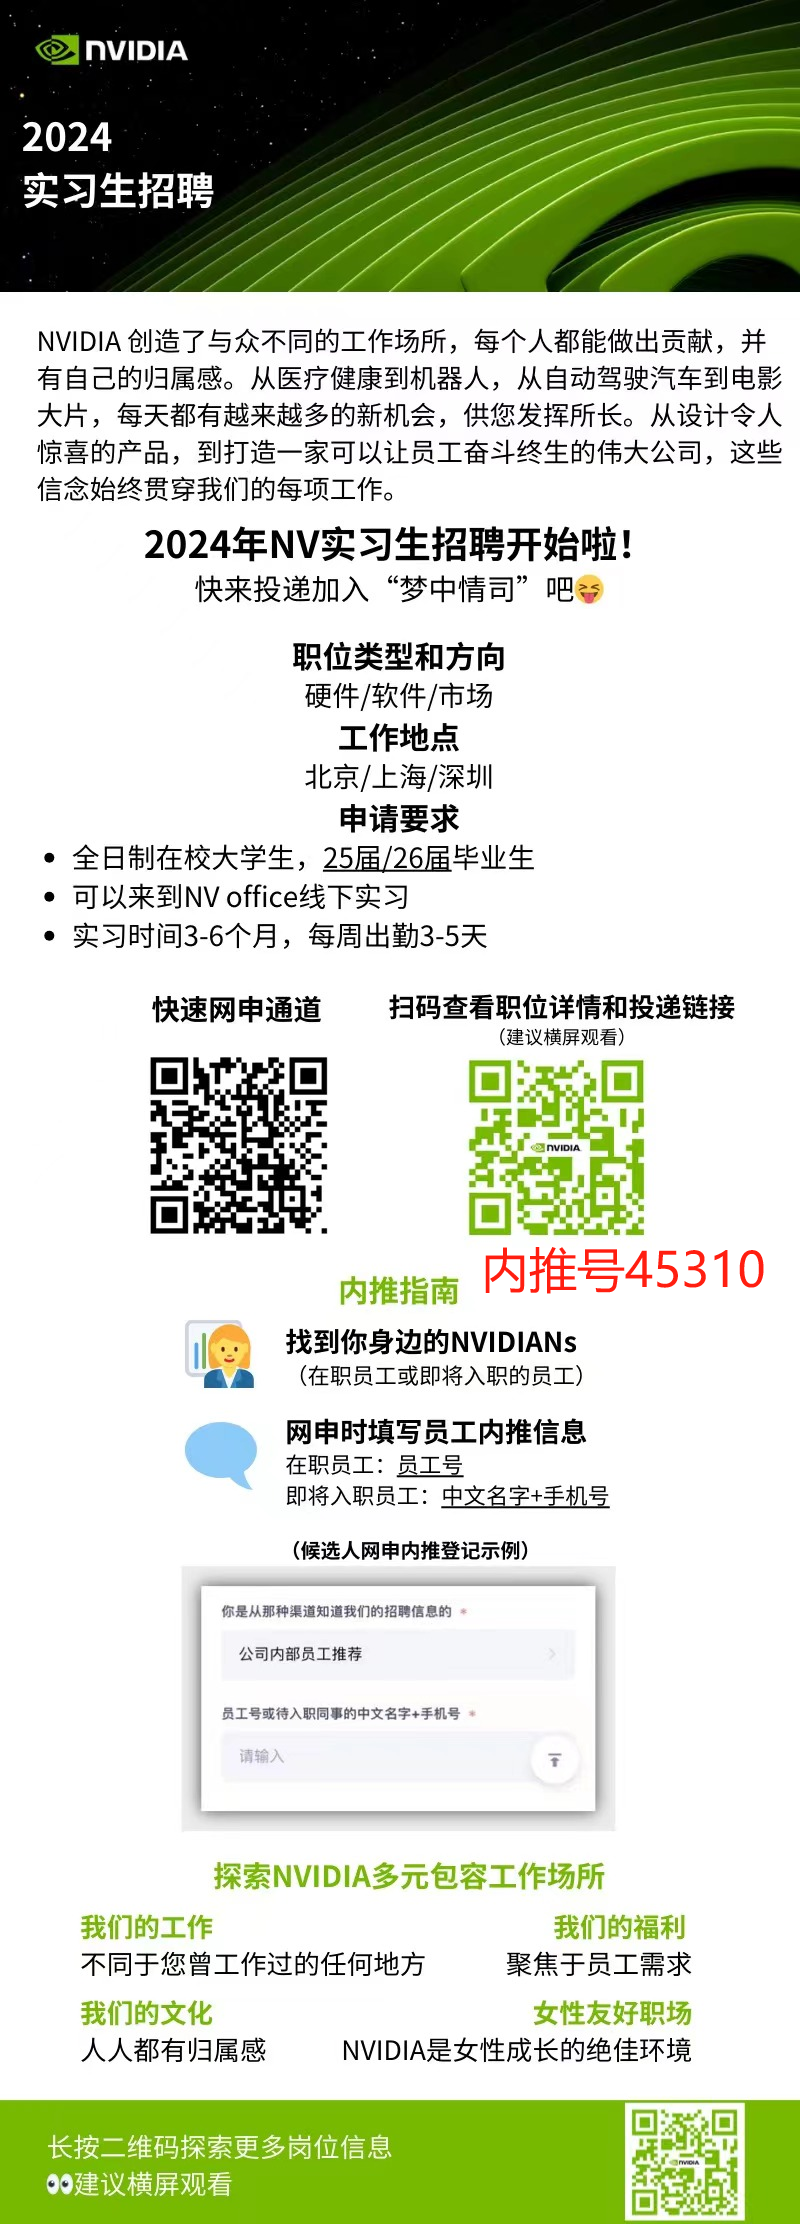 NVIDIA
2024
实习生招聘
NVIDIA 创造了与众不同的工作场所，每个人都能做出贡献，并
有自己的归属感。从医疗健康到机器人，从自动驾驶汽车到电影
大片，每天都有越来越多的新机会，供您发挥所长。从设计令人
惊喜的产品，到打造一家可以让员工奋斗终生的伟大公司，这些
信念始终贯穿我们的每项工作。
2024年NV实习生招聘开始啦！
快来投递加入“梦中情司”吧😝
职位类型和方向
硬件/软件/市场
工作地点
北京/上海/深圳
申请要求
• 全日制在校大学生，25届/26届毕业生
• 可以来到NV office线下实习
• 实习时间3-6个月，每周出勤3-5天
快速网申通道
扫码查看职位详情和投递链接
（建议横屏观看）
NVIDIA.
内推号45310
内推指南
找到你身边的NVIDIANs
（在职员工或即将入职的员工）
网申时填写员工内推信息
在职员工：员工号
即将入职员工：中文名字+手机号
（候选人网申内推登记示例）
你是从那种渠道知道我们的招聘信息的 *
公司内部员工推荐
员工号或待入职同事的中文名字+手机号 *
请输入
探索NVIDIA多元包容工作场所
我们的工作
不同于您曾工作过的任何地方
我们的福利
聚焦于员工需求
我们的文化
人人都有归属感
女性友好职场
NVIDIA是女性成长的绝佳环境
长按二维码探索更多岗位信息
👀建议横屏观看
NVIDIA